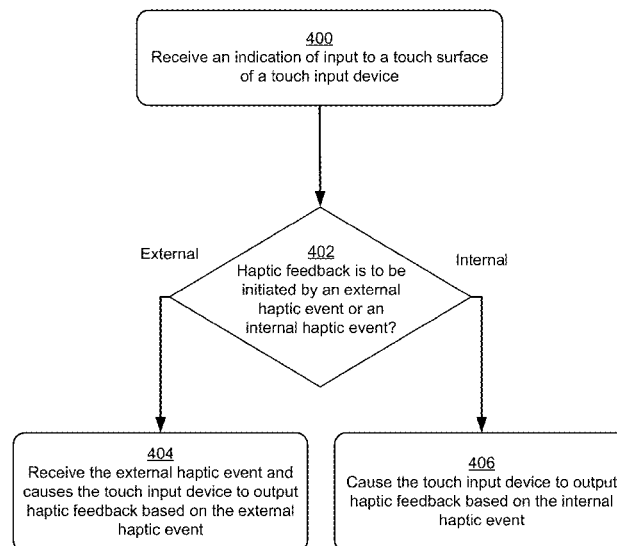 400
Receive an indication of input to a touch surface
of a touch input device
External
Internal
402
Haptic feedback is to be
initiated by an external
haptic event or an
internal haptic event?
404
Receive the external haptic event and
causes the touch input device to output
haptic feedback based on the external
haptic event
406
Cause the touch input device to output
haptic feedback based on the internal
haptic event